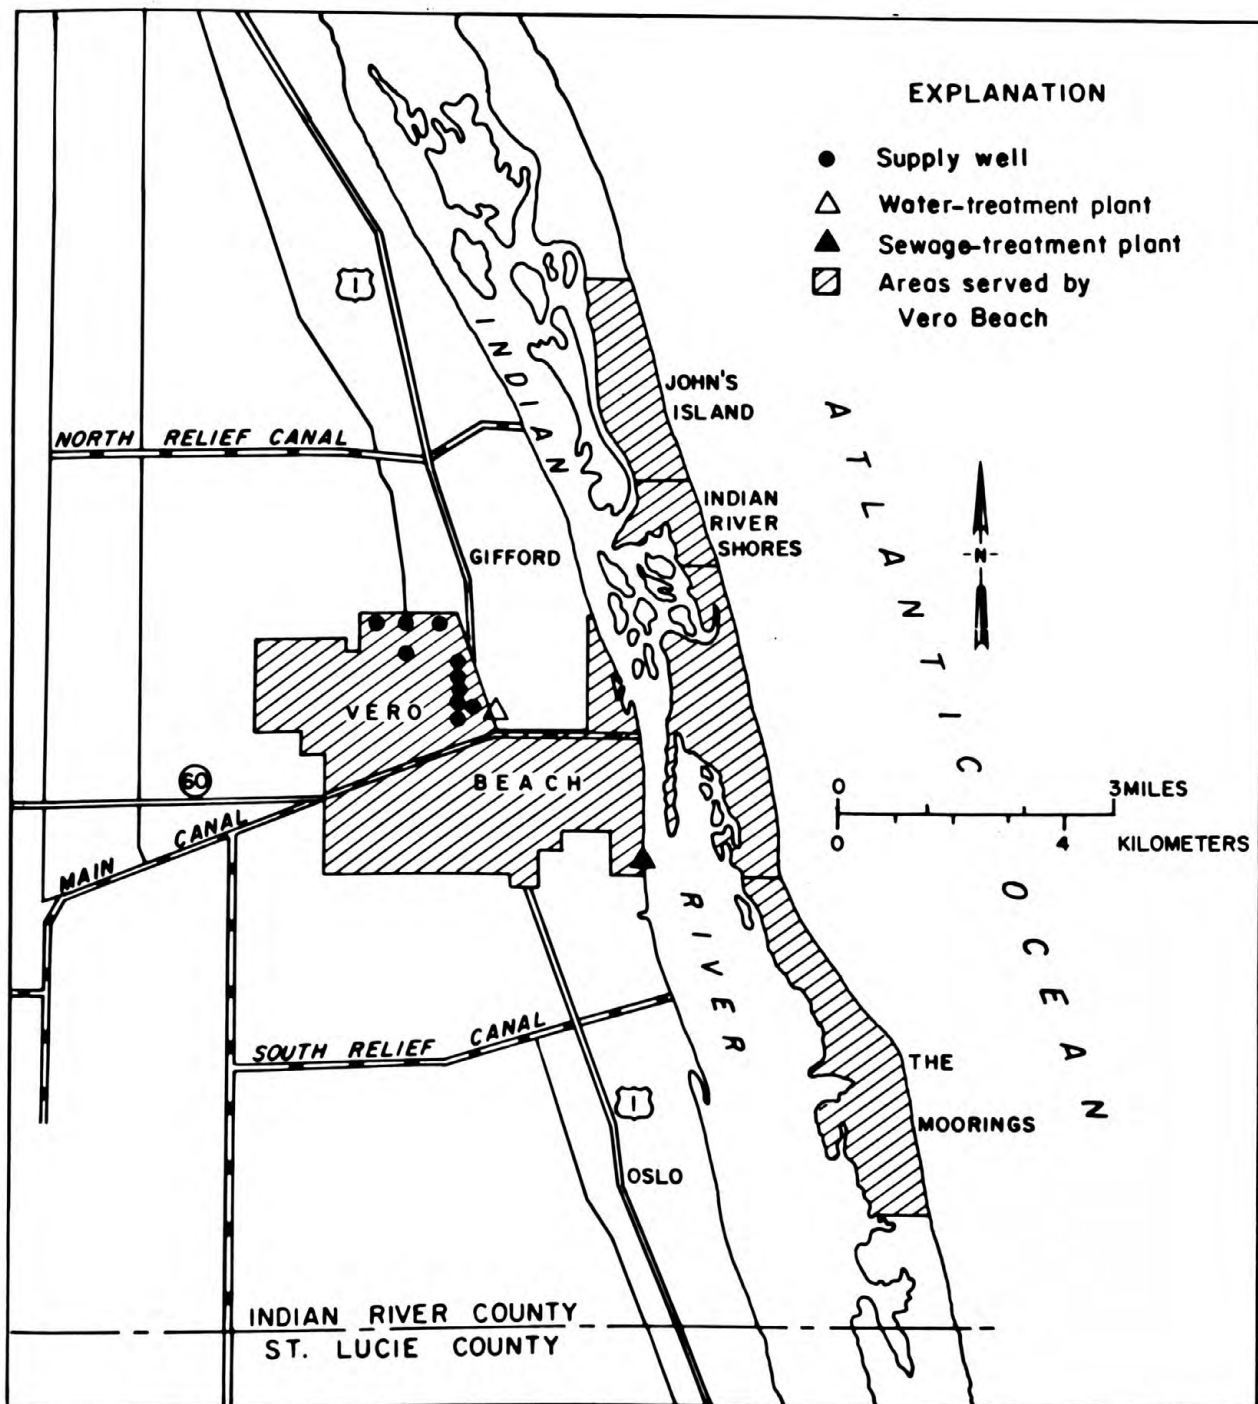 EXPLANATION
Supply well
Water-treatment plant
Sewage-treatment plant
Areas served by
Vero Beach
1
INDIAN
JOHN'S
ISLAND
ATLANTIC
NORTH RELIEF CANAL
INDIAN
RIVER
SHORES
-N-
GIFFORD
VERO
BEACH
60
0 3 MILES
0 4 KILOMETERS
MAIN CANAL
RIVER
OCEAN
SOUTH RELIEF CANAL
THE
MOORINGS
1
OSLO
INDIAN RIVER COUNTY
ST. LUCIE COUNTY